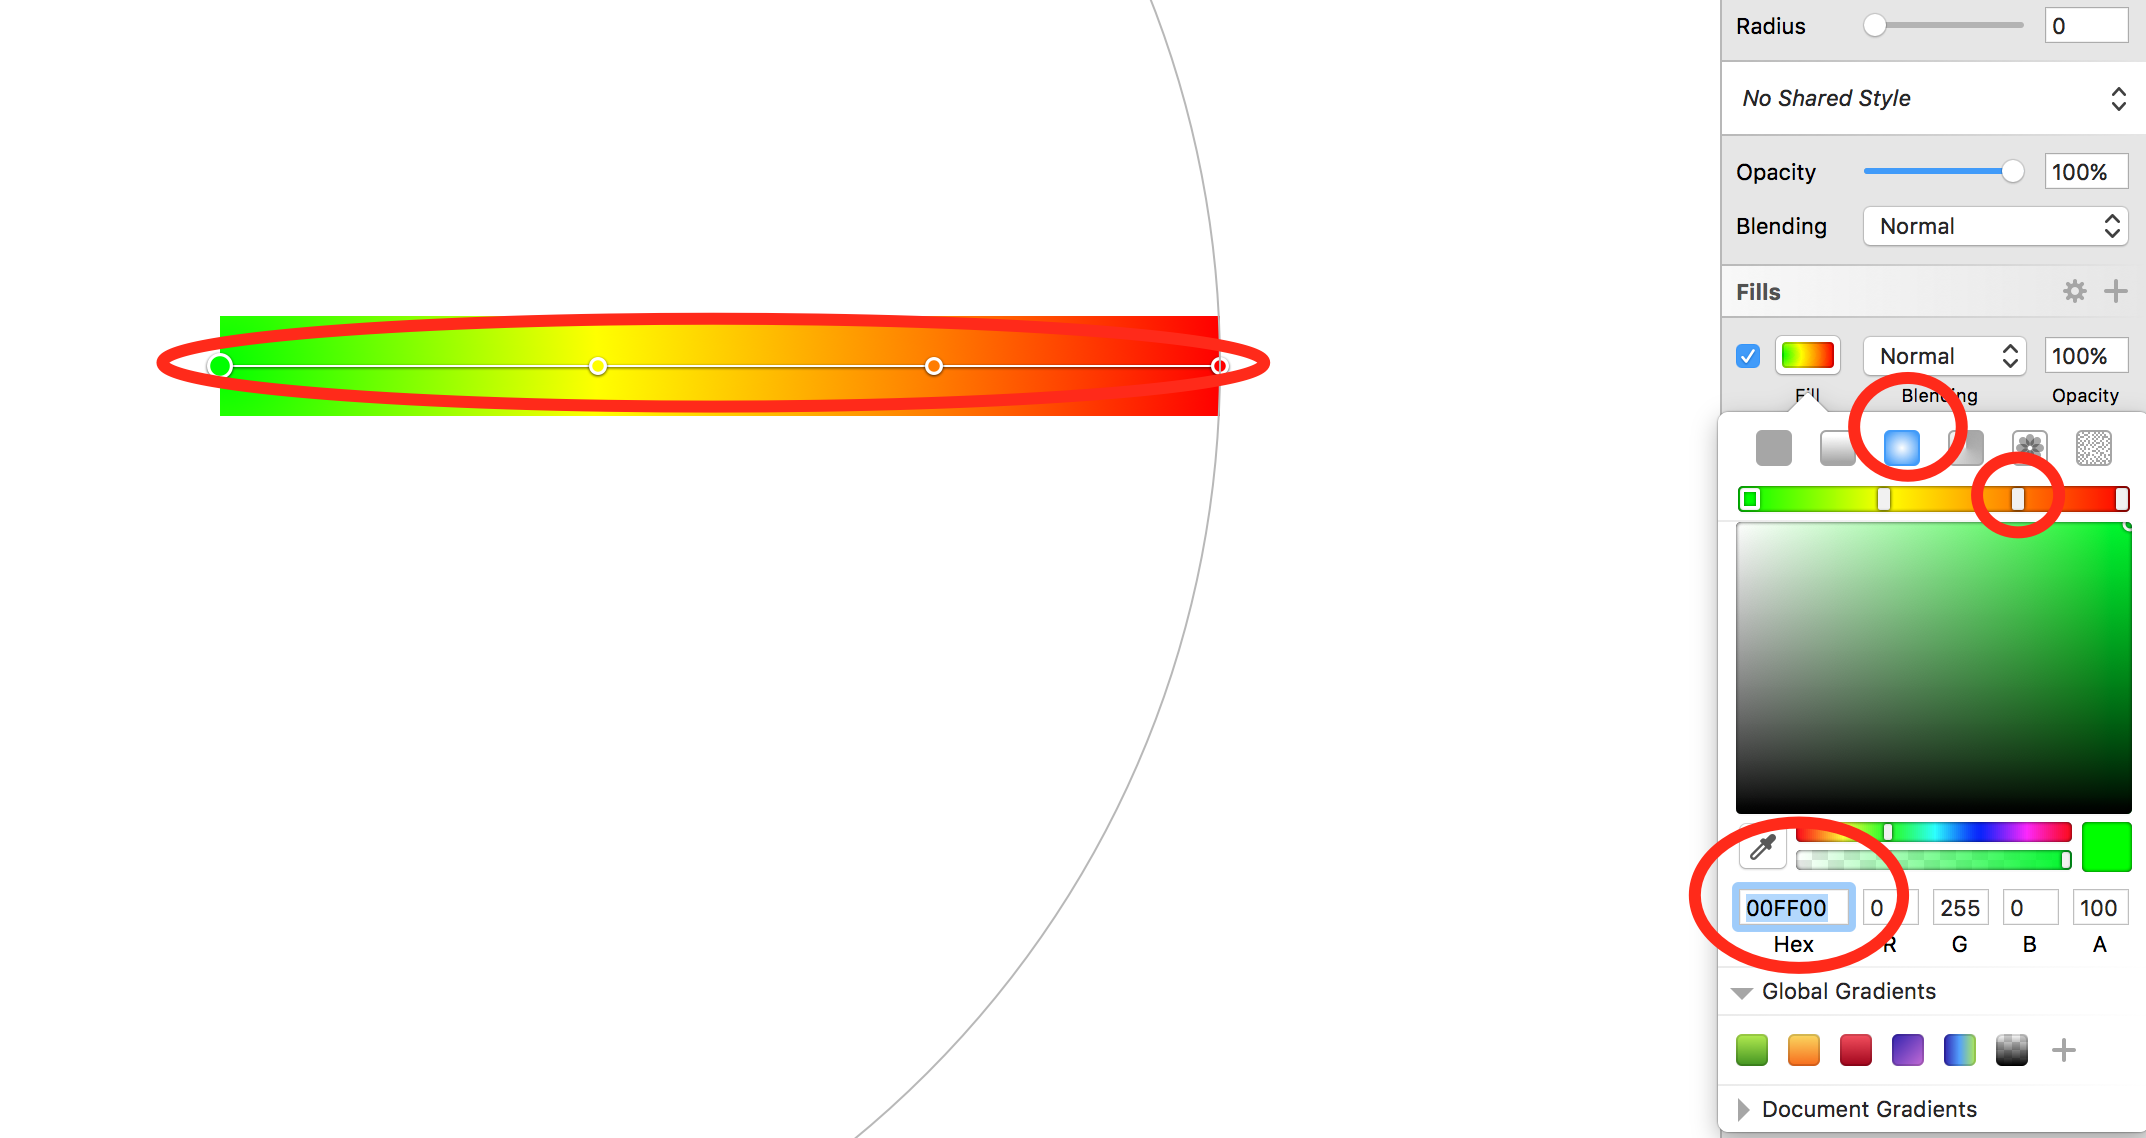 Radius 0
No Shared Style
Opacity 100%
Blending Normal
Fills
Normal 100%
Fill Blending Opacity
00FF00 0 255 0 100
Hex R G B A
Global Gradients
Document Gradients